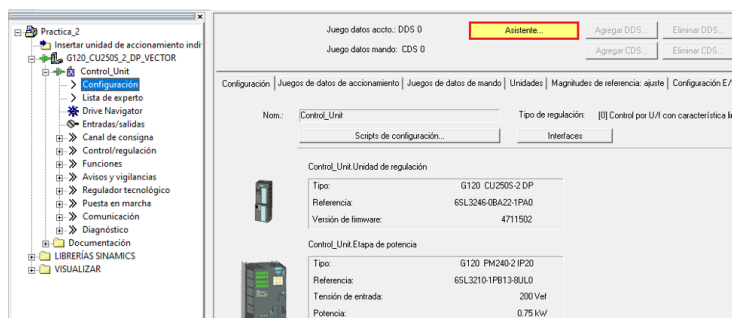 Practica_2
Insertar unidad de accionamiento indi
G120_CU250S_2_DP_VECTOR
Control_Unit
Configuración
Lista de experto
Drive Navigator
Entradas/salidas
Canal de consigna
Control/regulación
Funciones
Avisos y vigilancias
Regulador tecnológico
Puesta en marcha
Comunicación
Diagnóstico
Documentación
LIBRERÍAS SINAMICS
VISUALIZAR
Juego datos accto.: DDS 0
Asistente...
Agregar DDS...
Eliminar DDS...
Juego datos mando: CDS 0
Agregar CDS...
Eliminar CDS...
Configuración
Juegos de datos de accionamiento
Juegos de datos de mando
Unidades
Magnitudes de referencia: ajuste
Configuración E/
Nom.: Control_Unit
Tipo de regulación: [0] Control por U/f con característica li
Scripts de configuración...
Interfaces
Control_Unit.Unidad de regulación
Tipo: G120 CU250S-2 DP
Referencia: 6SL3246-0BA22-1PA0
Versión de firmware: 4711502
Control_Unit.Etapa de potencia
Tipo: G120 PM240-2 IP20
Referencia: 6SL3210-1PB13-8UL0
Tensión de entrada: 200 Vef
Potencia: 0.75 kW